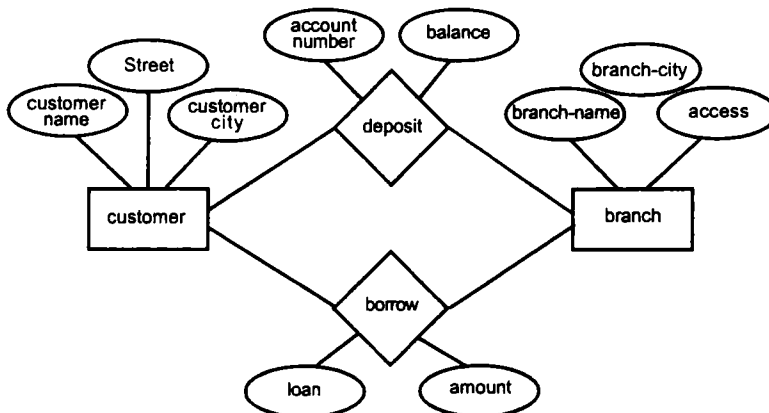 account
number
balance
Street
branch-city
customer
name
customer
city
branch-name
access
deposit
customer
branch
borrow
loan
amount